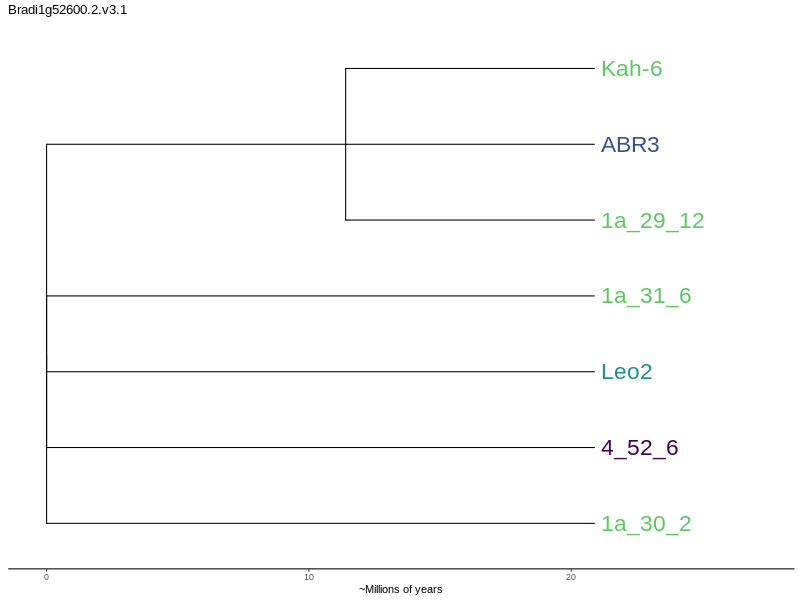 Bradi1g52600.2.v3.1
Kah-6
ABR3
1a_29_12
1a_31_6
Leo2
4_52_6
1a_30_2
0 10 20
~Millions of years